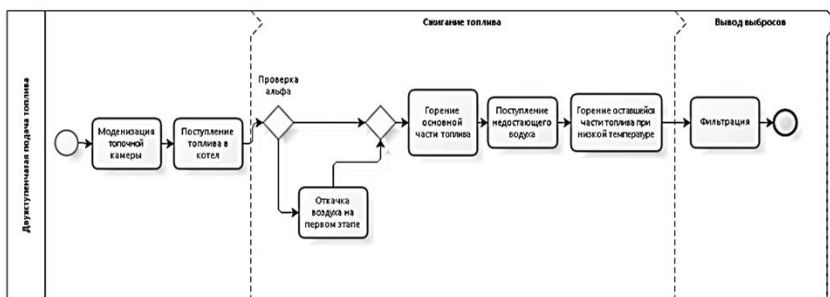 Сжигание топлива
Вывод выбросов
Двухступенчатая подача топлива
Проверка
альфа
Моденизация
топочной
камеры
Поступление
топлива в
котел
Горение
основной
части топлива
Поступление
недостающего
водуха
Горение оставшейся
части топлива при
низкой температуре
Фильтрация
Откачка
воздуха на
первом этапе